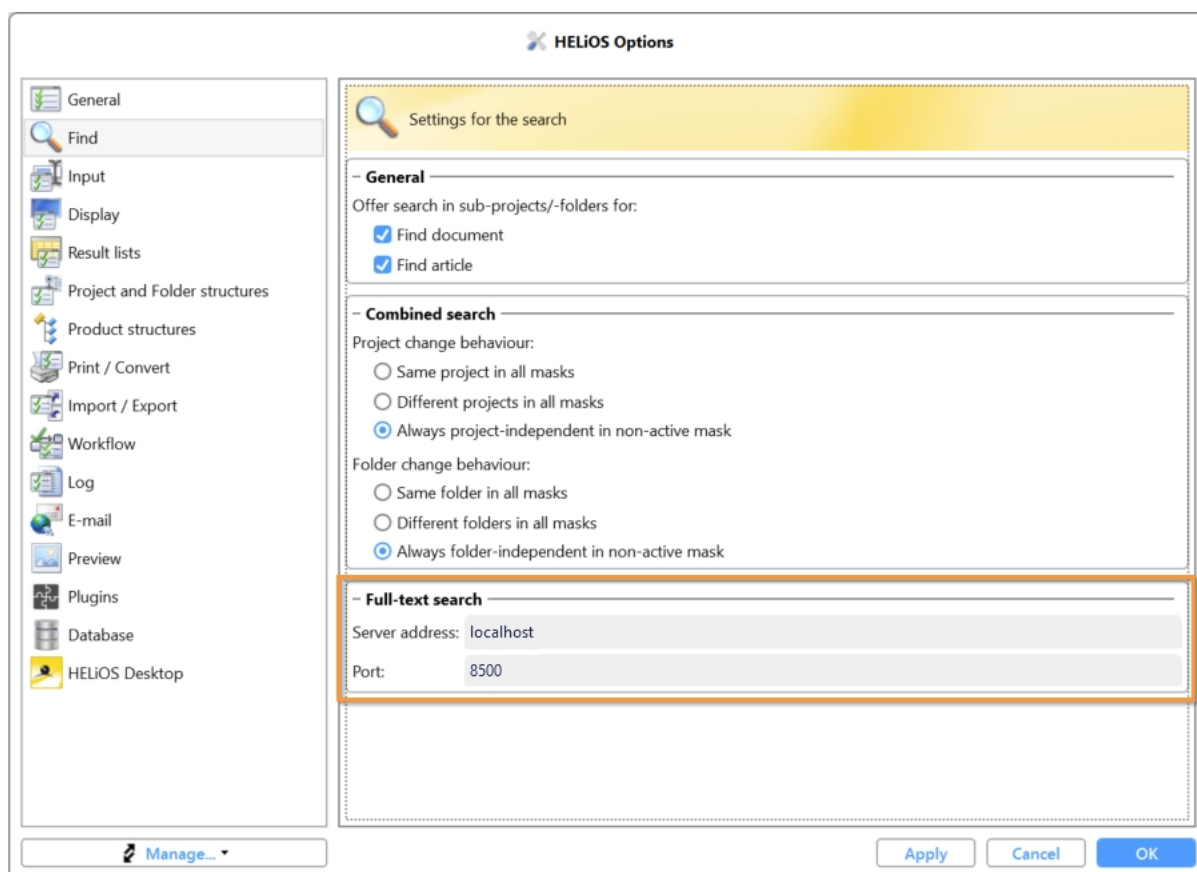 HELiOS Options
General
Find
Input
Display
Result lists
Project and Folder structures
Product structures
Print / Convert
Import / Export
Workflow
Log
E-mail
Preview
Plugins
Database
HELiOS Desktop
Manage...
Settings for the search
General
Offer search in sub-projects/-folders for:
Find document
Find article
Combined search
Project change behaviour:
Same project in all masks
Different projects in all masks
Always project-independent in non-active mask
Folder change behaviour:
Same folder in all masks
Different folders in all masks
Always folder-independent in non-active mask
Full-text search
Server address: localhost
Port: 8500
Apply Cancel OK